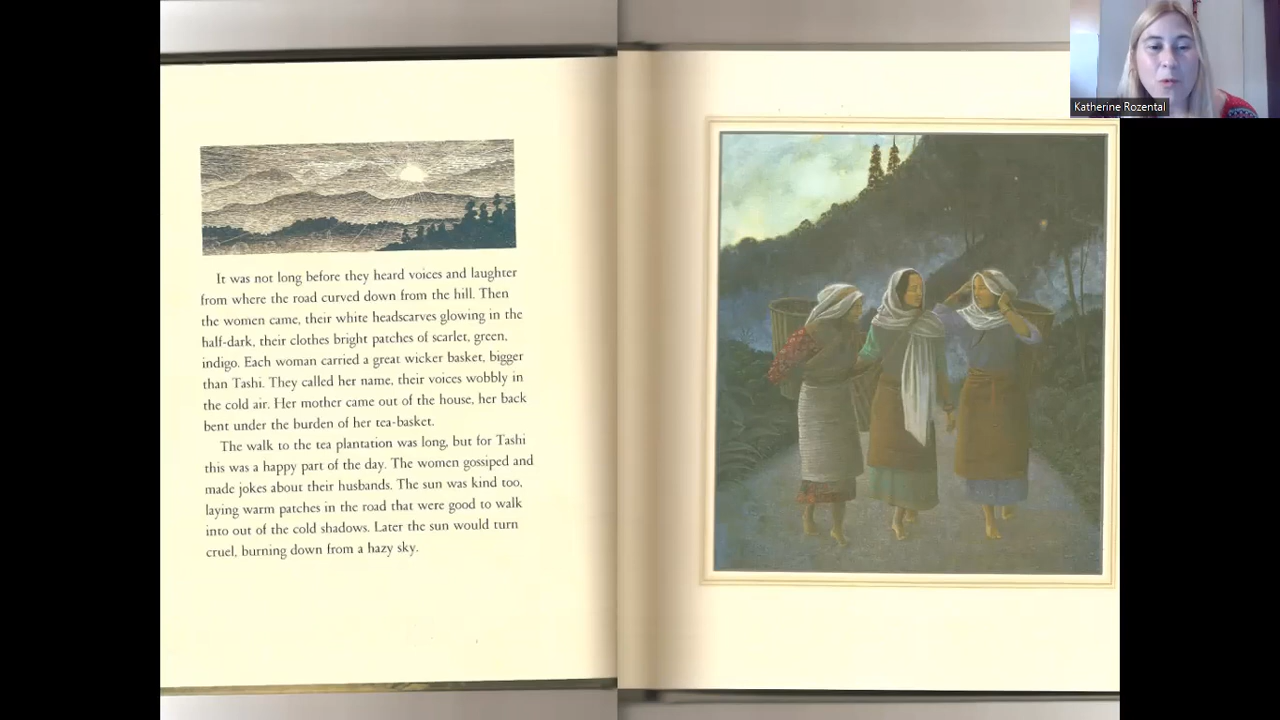 Katherine Rozental
It was not long before they heard voices and laughter
from where the road curved down from the hill. Then
the women came, their white headscarves glowing in the
half-dark, their clothes bright patches of scarlet, green,
indigo. Each woman carried a great wicker basket, bigger
than Tashi. They called her name, their voices wobbly in
the cold air. Her mother came out of the house, her back
bent under the burden of her tea-basket.
The walk to the tea plantation was long, but for Tashi
this was a happy part of the day. The women gossiped and
made jokes about their husbands. The sun was kind too,
laying warm patches in the road that were good to walk
into out of the cold shadows. Later the sun would turn
cruel, burning down from a hazy sky.